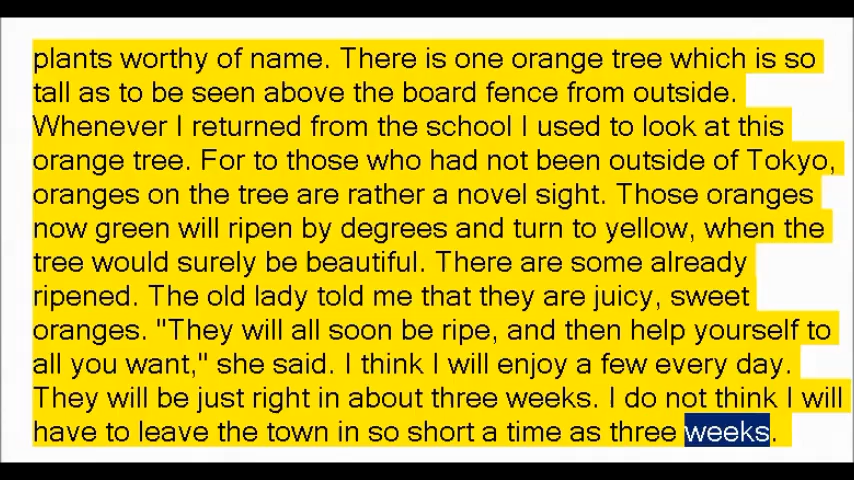 plants worthy of name. There is one orange tree which is so
tall as to be seen above the board fence from outside.
Whenever I returned from the school I used to look at this
orange tree. For to those who had not been outside of Tokyo,
oranges on the tree are rather a novel sight. Those oranges
now green will ripen by degrees and turn to yellow, when the
tree would surely be beautiful. There are some already
ripened. The old lady told me that they are juicy, sweet
oranges. "They will all soon be ripe, and then help yourself to
all you want," she said. I think I will enjoy a few every day.
They will be just right in about three weeks. I do not think I will
have to leave the town in so short a time as three weeks.